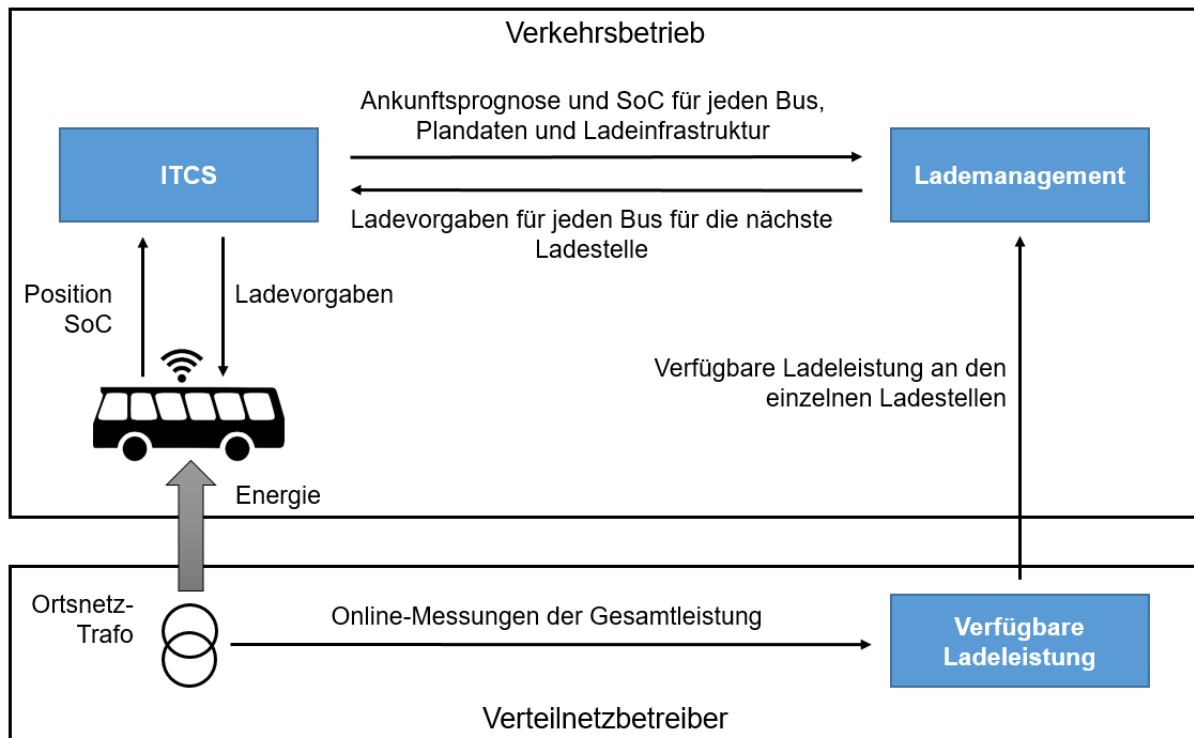 Verkehrsbetrieb
Ankunftsprognose und SoC für jeden Bus,
Plandaten und Ladeinfrastruktur
ITCS
Lademanagement
Ladevorgaben für jeden Bus für die nächste
Ladestelle
Position
SoC
Ladevorgaben
Verfügbare Ladeleistung an den
einzelnen Ladestellen
Energie
Ortsnetz-
Trafo
Online-Messungen der Gesamtleistung
Verfügbare
Ladeleistung
Verteilnetzbetreiber